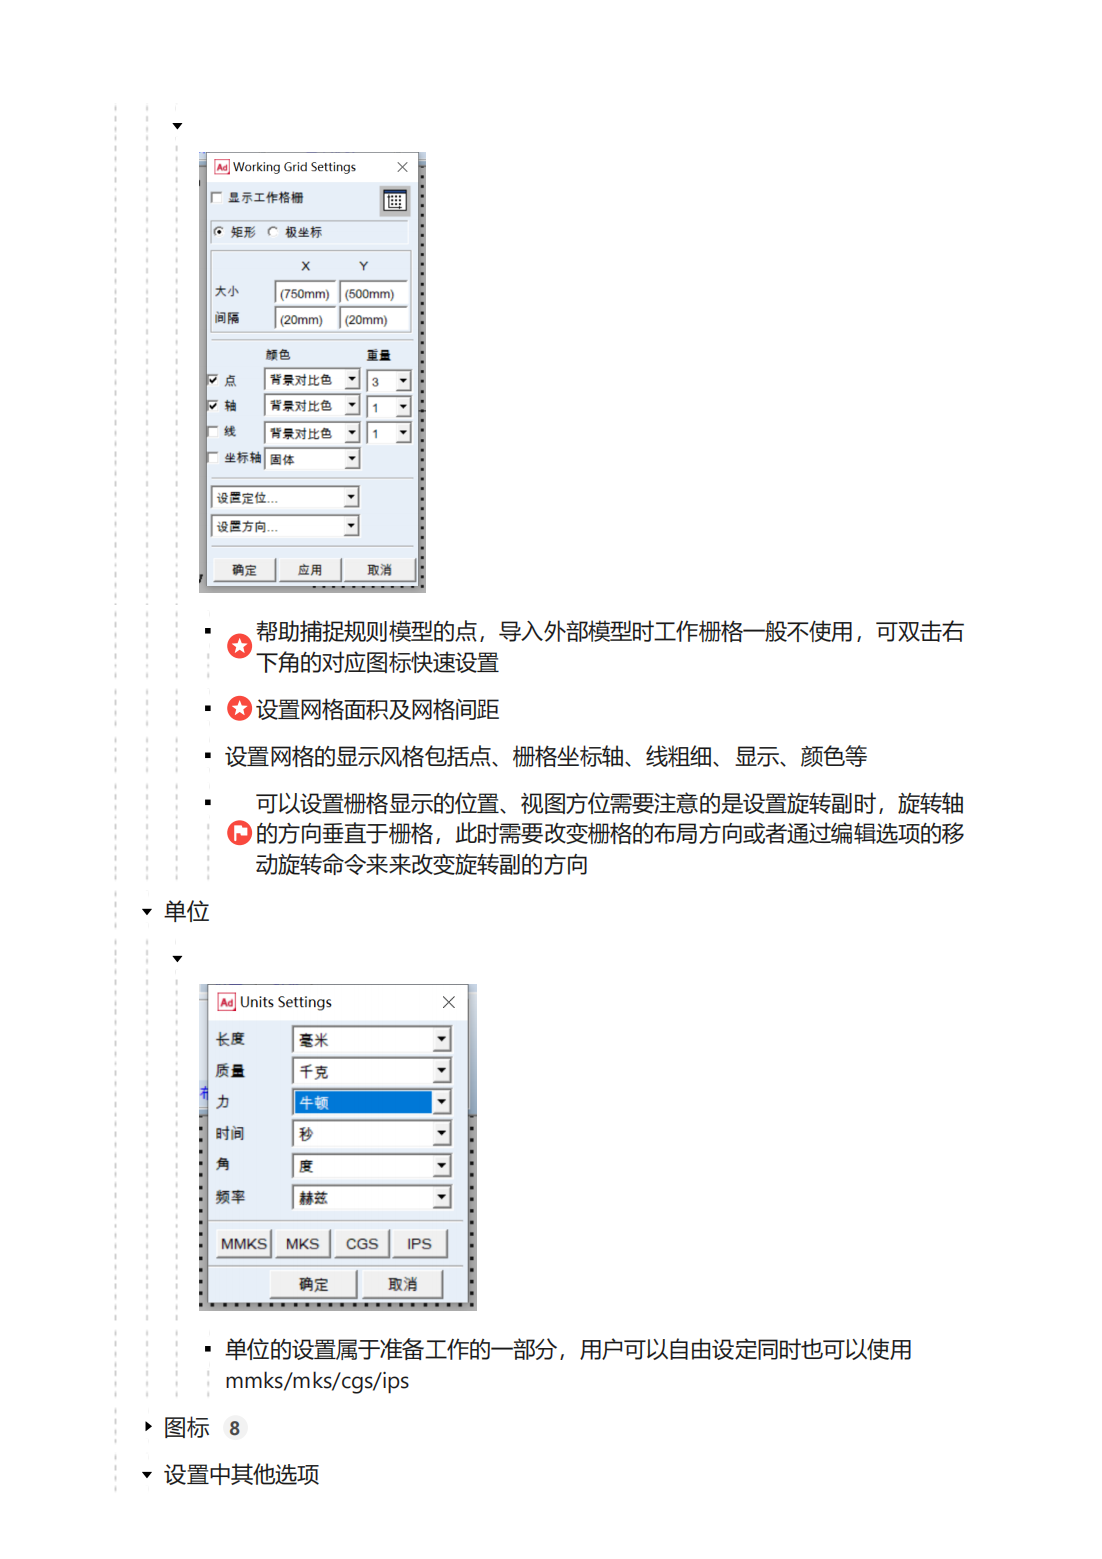 Ad Working Grid Settings
显示工作格栅
矩形 极坐标
X Y
大小 (750mm) (500mm)
间隔 (20mm) (20mm)
颜色 重量
点 背景对比色 3
轴 背景对比色 1
线 背景对比色 1
坐标轴 固体
设置定位...
设置方向...
确定 应用 取消
帮助捕捉规则模型的点，导入外部模型时工作栅格一般不使用，可双击右
下角的对应图标快速设置
设置网格面积及网格间距
设置网格的显示风格包括点、栅格坐标轴、线粗细、显示、颜色等
可以设置栅格显示的位置、视图方位需要注意的是设置旋转副时，旋转轴
的方向垂直于栅格，此时需要改变栅格的布局方向或者通过编辑选项的移
动旋转命令来来改变旋转副的方向
单位
Ad Units Settings
长度 毫米
质量 千克
力 牛顿
时间 秒
角 度
频率 赫兹
MMKS MKS CGS IPS
确定 取消
单位的设置属于准备工作的一部分，用户可以自由设定同时也可以使用
mmks/mks/cgs/ips
图标 8
设置中其他选项